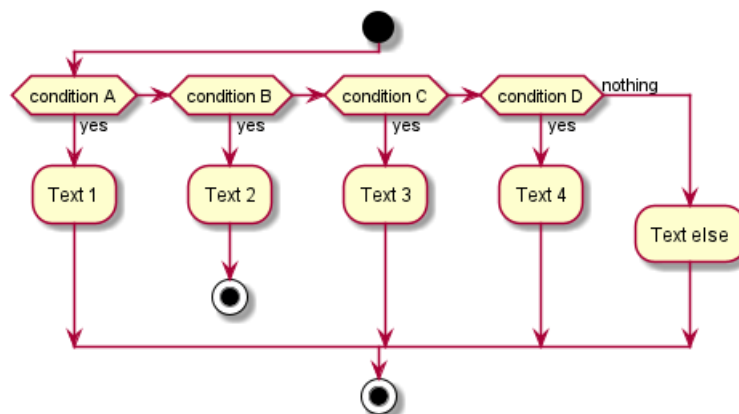 condition A
condition B
condition C
condition D
nothing
yes
yes
yes
yes
Text 1
Text 2
Text 3
Text 4
Text else